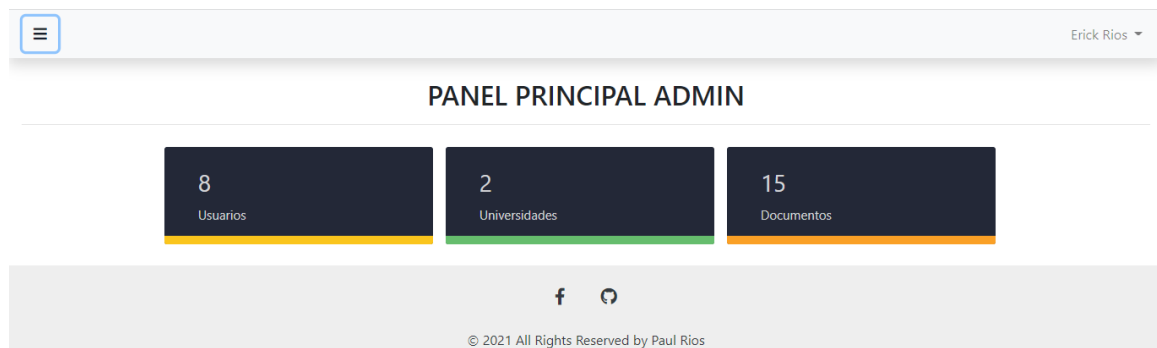 Erick Rios
PANEL PRINCIPAL ADMIN
8
Usuarios
2
Universidades
15
Documentos
© 2021 All Rights Reserved by Paul Rios